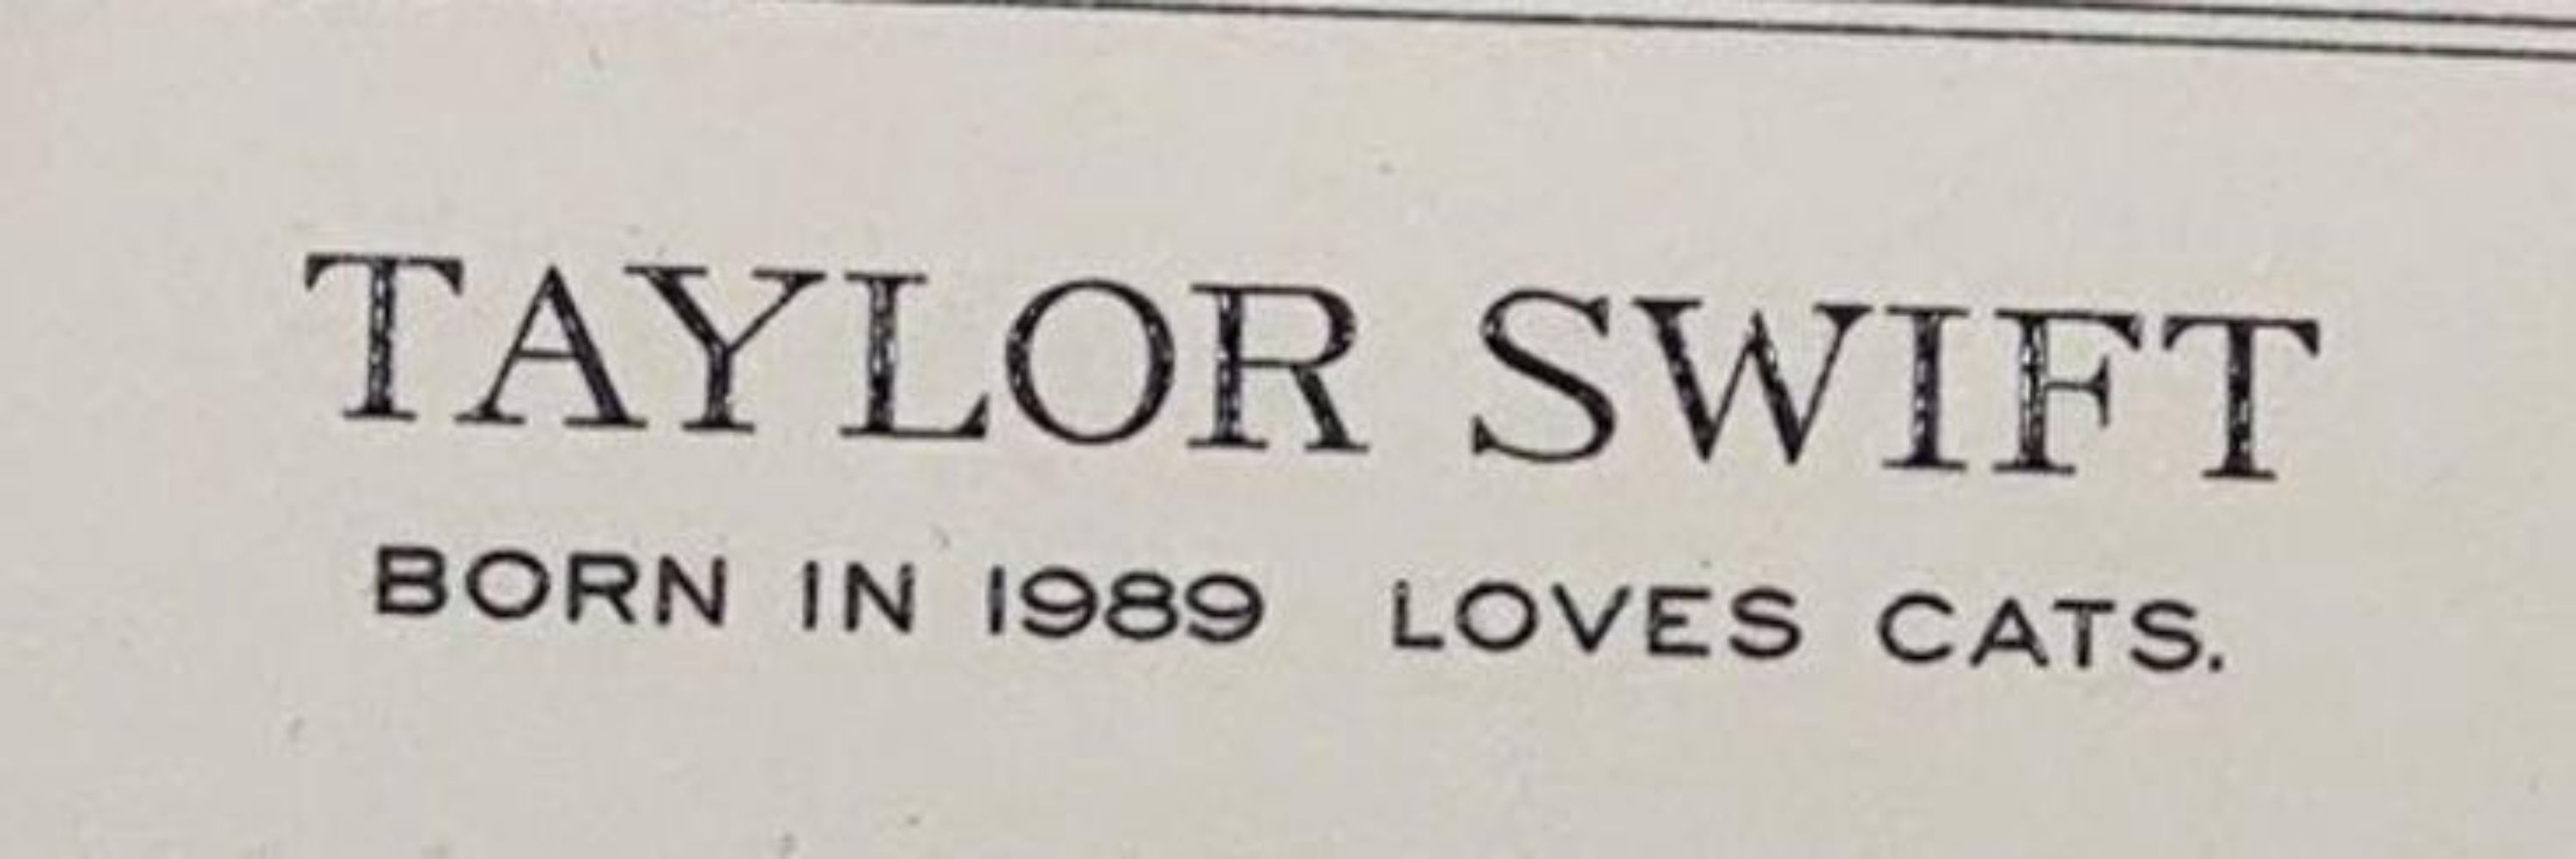 TAYLOR SWIFT
BORN IN 1989 LOVES CATS.